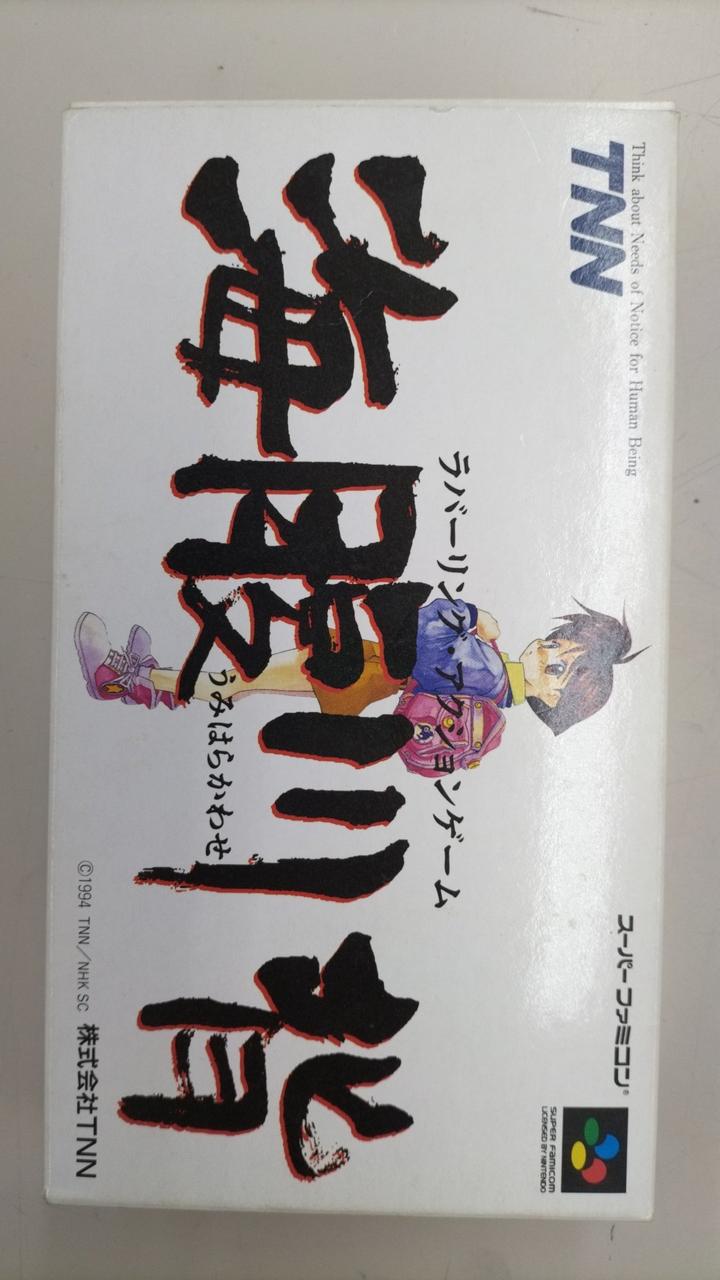 Think about Needs of Notice for Human Being
TNN
スーパーファミコン®
SUPER FAMICOM
LICENSED BY NINTENDO
ラバーリング・アクションゲーム
海腹川背
うみはらかわせ
©1994 TNN/NHK SC 株式会社TNN